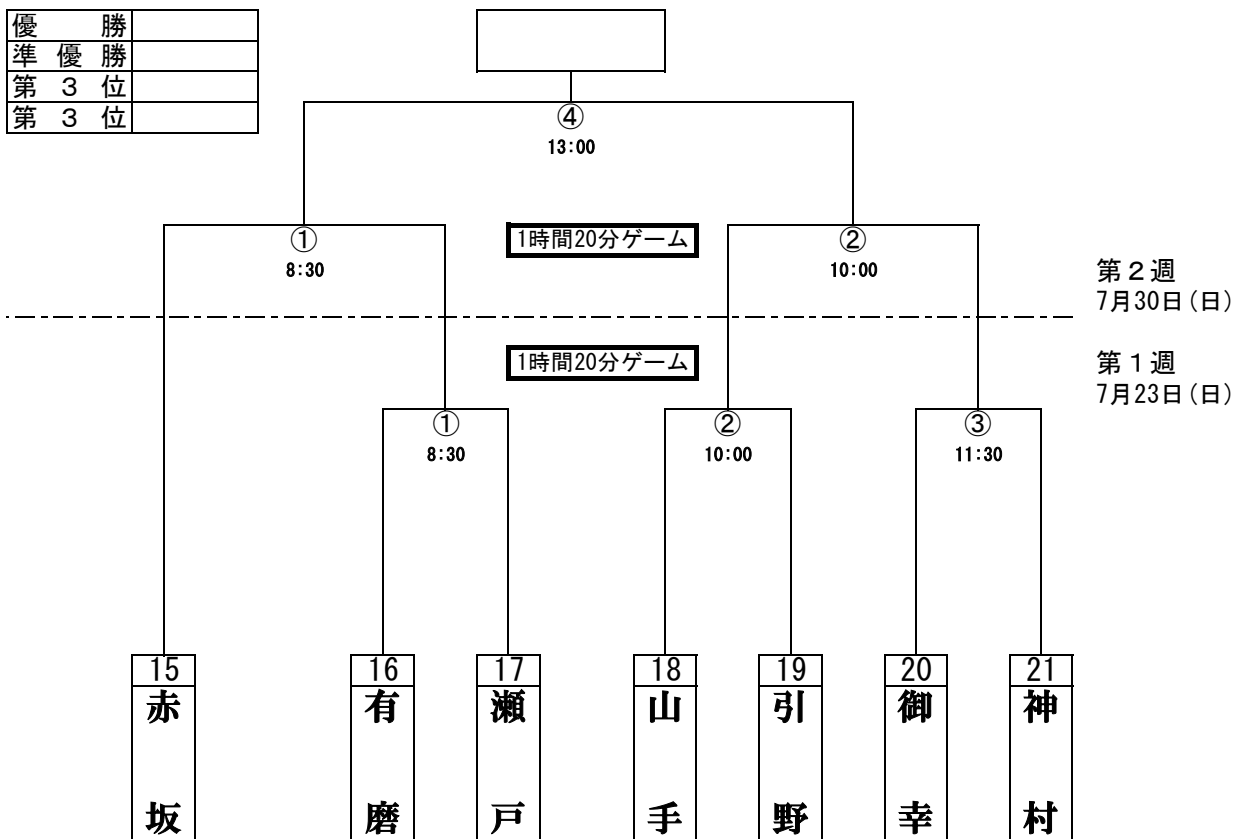 優勝
準優勝
第３位
第３位
④
13:00
①
8:30
1時間20分ゲーム
②
10:00
第２週
7月30日(日)
1時間20分ゲーム
第１週
7月23日(日)
①
8:30
②
10:00
③
11:30
15
赤坂
16
有磨
17
瀬戸
18
山手
19
引野
20
御幸
21
神村